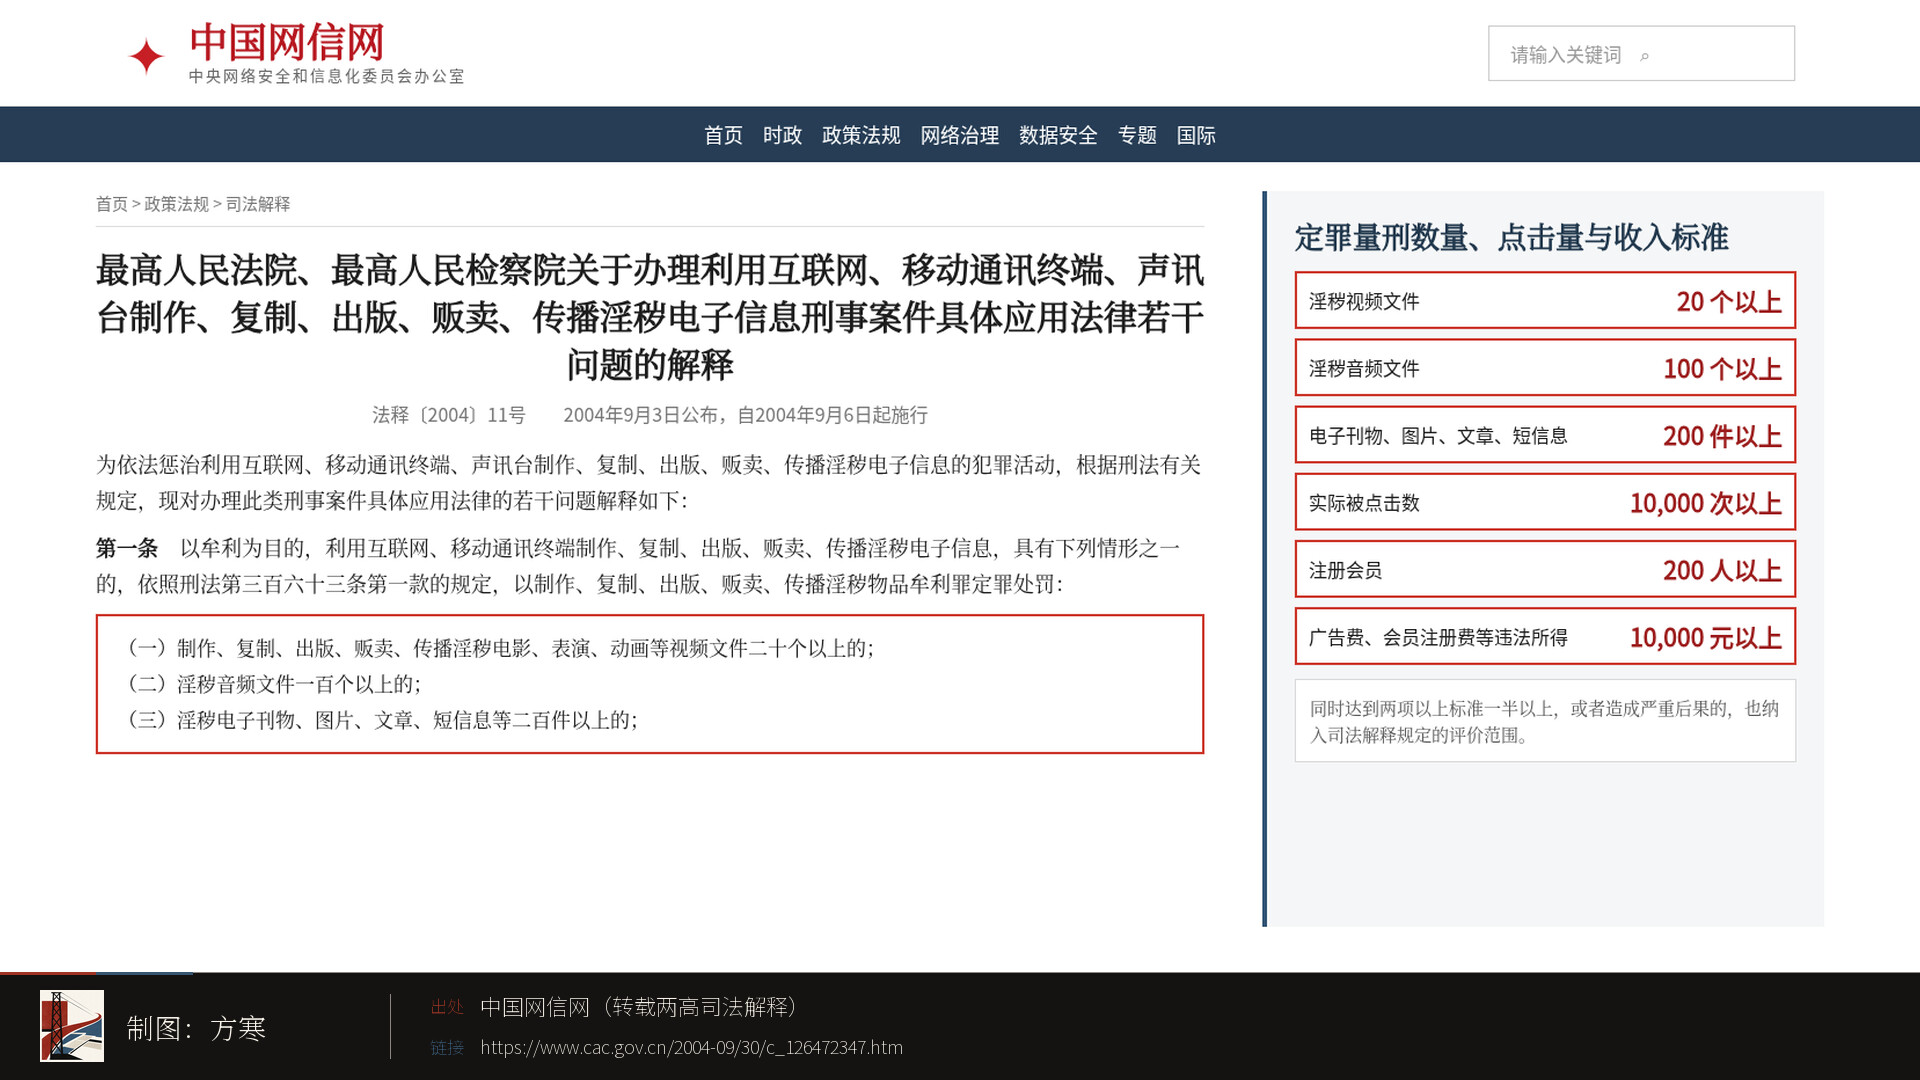 中国网信网
中央网络安全和信息化委员会办公室
请输入关键词 ⌕
首页 时政 政策法规 网络治理 数据安全 专题 国际
首页 > 政策法规 > 司法解释
最高人民法院、最高人民检察院关于办理利用互联网、移动通讯终端、声讯
台制作、复制、出版、贩卖、传播淫秽电子信息刑事案件具体应用法律若干
问题的解释
法释〔2004〕11号 2004年9月3日公布，自2004年9月6日起施行
为依法惩治利用互联网、移动通讯终端、声讯台制作、复制、出版、贩卖、传播淫秽电子信息的犯罪活动，根据刑法有关
规定，现对办理此类刑事案件具体应用法律的若干问题解释如下：
第一条 以牟利为目的，利用互联网、移动通讯终端制作、复制、出版、贩卖、传播淫秽电子信息，具有下列情形之一
的，依照刑法第三百六十三条第一款的规定，以制作、复制、出版、贩卖、传播淫秽物品牟利罪定罪处罚：
（一）制作、复制、出版、贩卖、传播淫秽电影、表演、动画等视频文件二十个以上的；
（二）淫秽音频文件一百个以上的；
（三）淫秽电子刊物、图片、文章、短信息等二百件以上的；
定罪量刑数量、点击量与收入标准
淫秽视频文件 20 个以上
淫秽音频文件 100 个以上
电子刊物、图片、文章、短信息 200 件以上
实际被点击数 10,000 次以上
注册会员 200 人以上
广告费、会员注册费等违法所得 10,000 元以上
同时达到两项以上标准一半以上，或者造成严重后果的，也纳
入司法解释规定的评价范围。
制图：方寒
出处 中国网信网（转载两高司法解释）
链接 https://www.cac.gov.cn/2004-09/30/c_126472347.htm